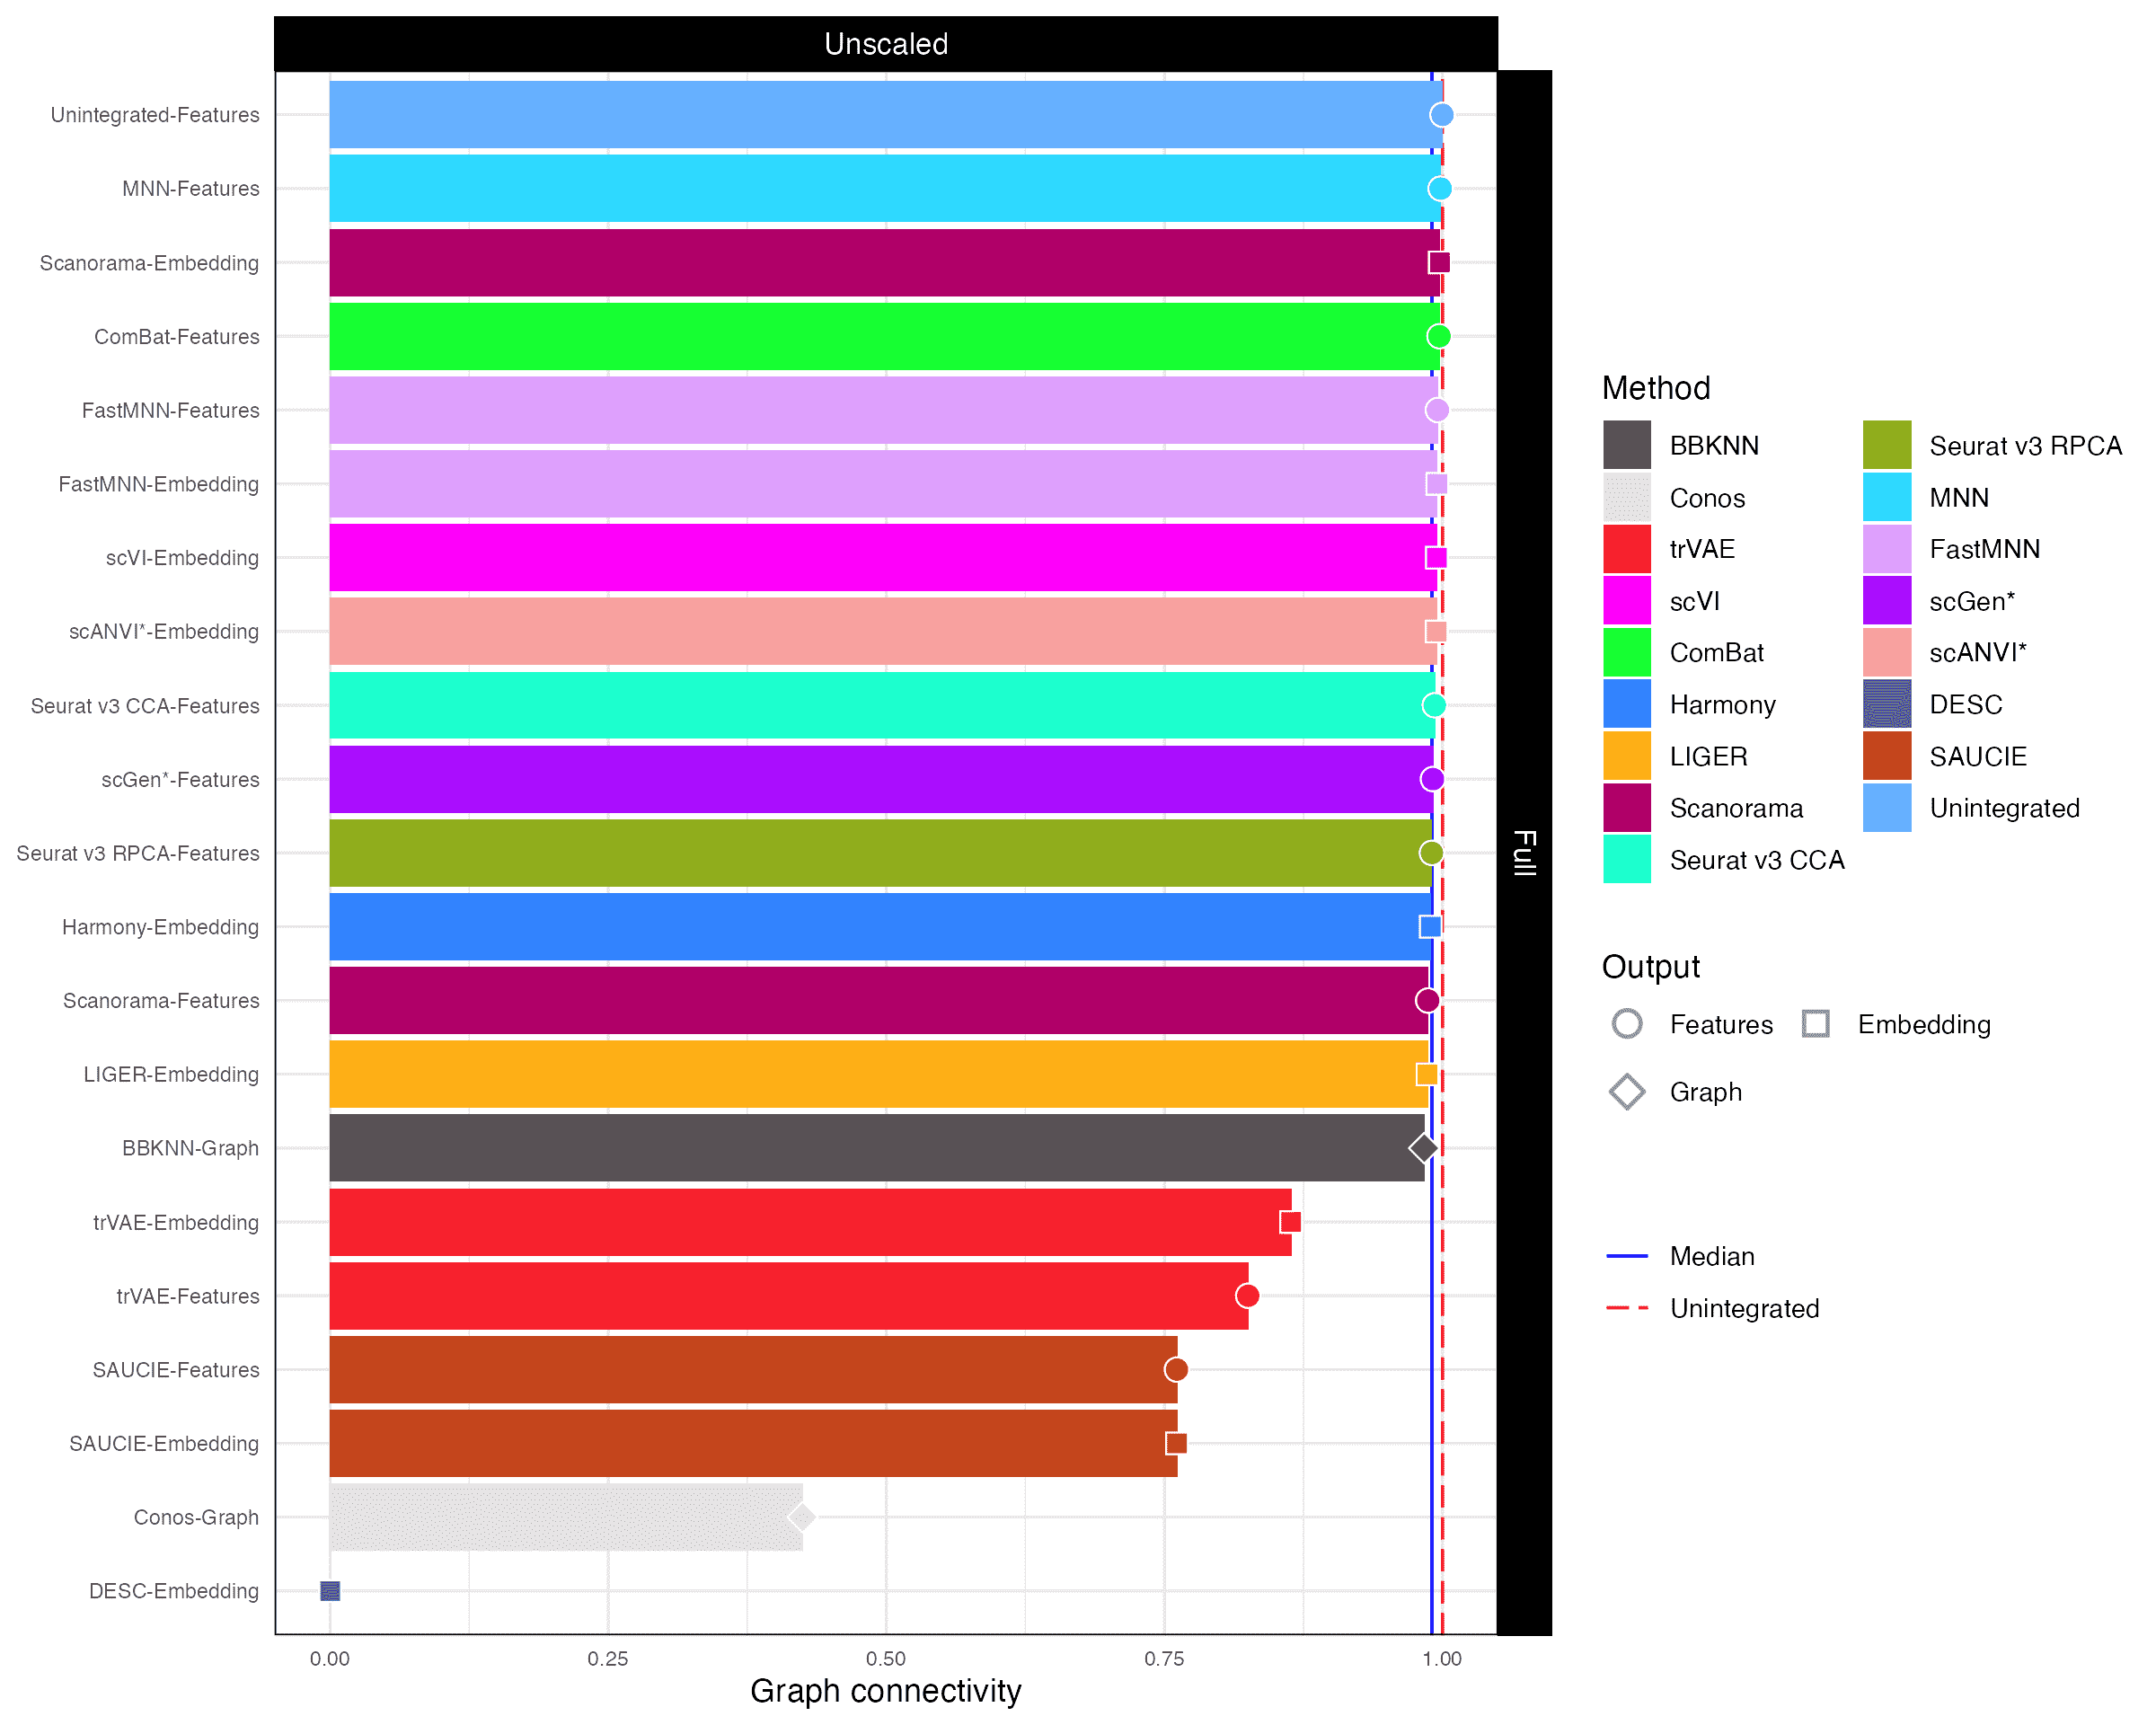 Unscaled
Unintegrated-Features
MNN-Features
Scanorama-Embedding
ComBat-Features
FastMNN-Features
FastMNN-Embedding
scVI-Embedding
scANVI*-Embedding
Seurat v3 CCA-Features
scGen*-Features
Seurat v3 RPCA-Features
Harmony-Embedding
Scanorama-Features
LIGER-Embedding
BBKNN-Graph
trVAE-Embedding
trVAE-Features
SAUCIE-Features
SAUCIE-Embedding
Conos-Graph
DESC-Embedding
0.00 0.25 0.50 0.75 1.00
Graph connectivity
Full
Method
BBKNN
Conos
trVAE
scVI
ComBat
Harmony
LIGER
Scanorama
Seurat v3 CCA
Seurat v3 RPCA
MNN
FastMNN
scGen*
scANVI*
DESC
SAUCIE
Unintegrated
Output
Features Embedding
Graph
Median
Unintegrated